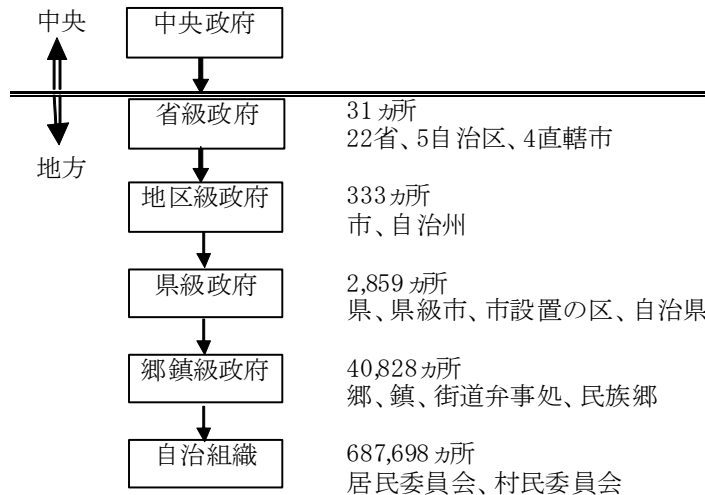 中央
中央政府
地方
省級政府
31ヵ所
22省、5自治区、4直轄市
地区級政府
333ヵ所
市、自治州
県級政府
2,859ヵ所
県、県級市、市設置の区、自治県
郷鎮級政府
40,828ヵ所
郷、鎮、街道弁事処、民族郷
自治組織
687,698ヵ所
居民委員会、村民委員会